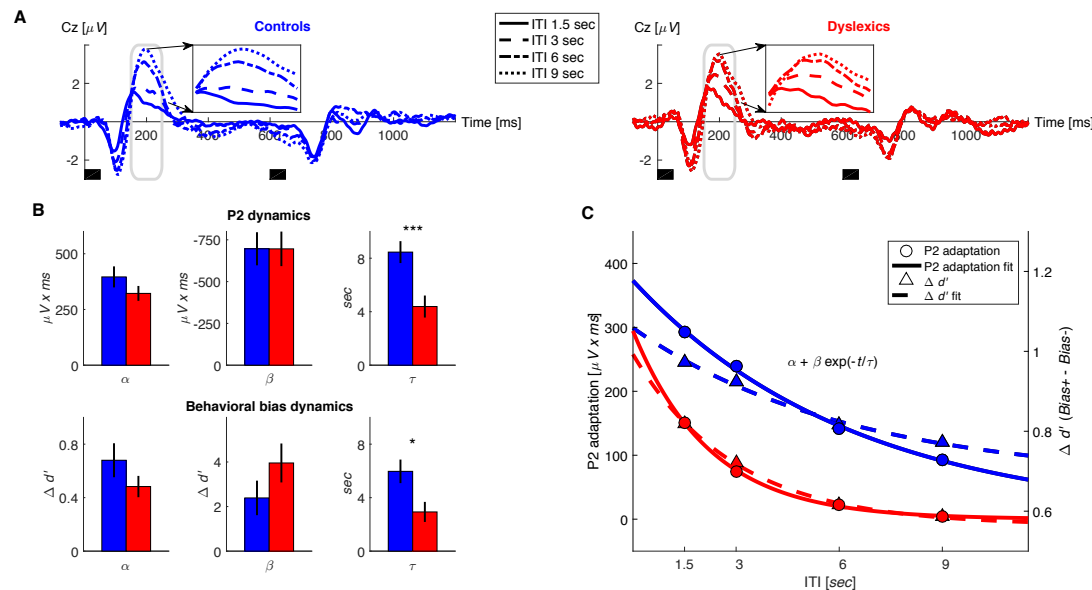 A
Cz [μV]
Controls
2
-2
200
400
600
800
1000
Time [ms]
ITI 1.5 sec
ITI 3 sec
ITI 6 sec
ITI 9 sec
Cz [μV]
Dyslexics
2
-2
200
400
600
800
1000
Time [ms]
B
P2 dynamics
500
250
0
μV x ms
α
-750
-500
-250
0
μV x ms
β
***
20
10
0
sec
τ
Behavioral bias dynamics
0.8
0.4
0
Δ d'
α
4
2
0
Δ d'
β
*
9
6
3
0
sec
τ
C
400
300
200
100
0
P2 adaptation [μV x ms]
P2 adaptation
P2 adaptation fit
Δ d'
Δ d' fit
α + β exp(-t/τ)
1.2
1
0.8
0.6
Δ d' (Bias+ - Bias-)
1.5
3
6
9
ITI [sec]